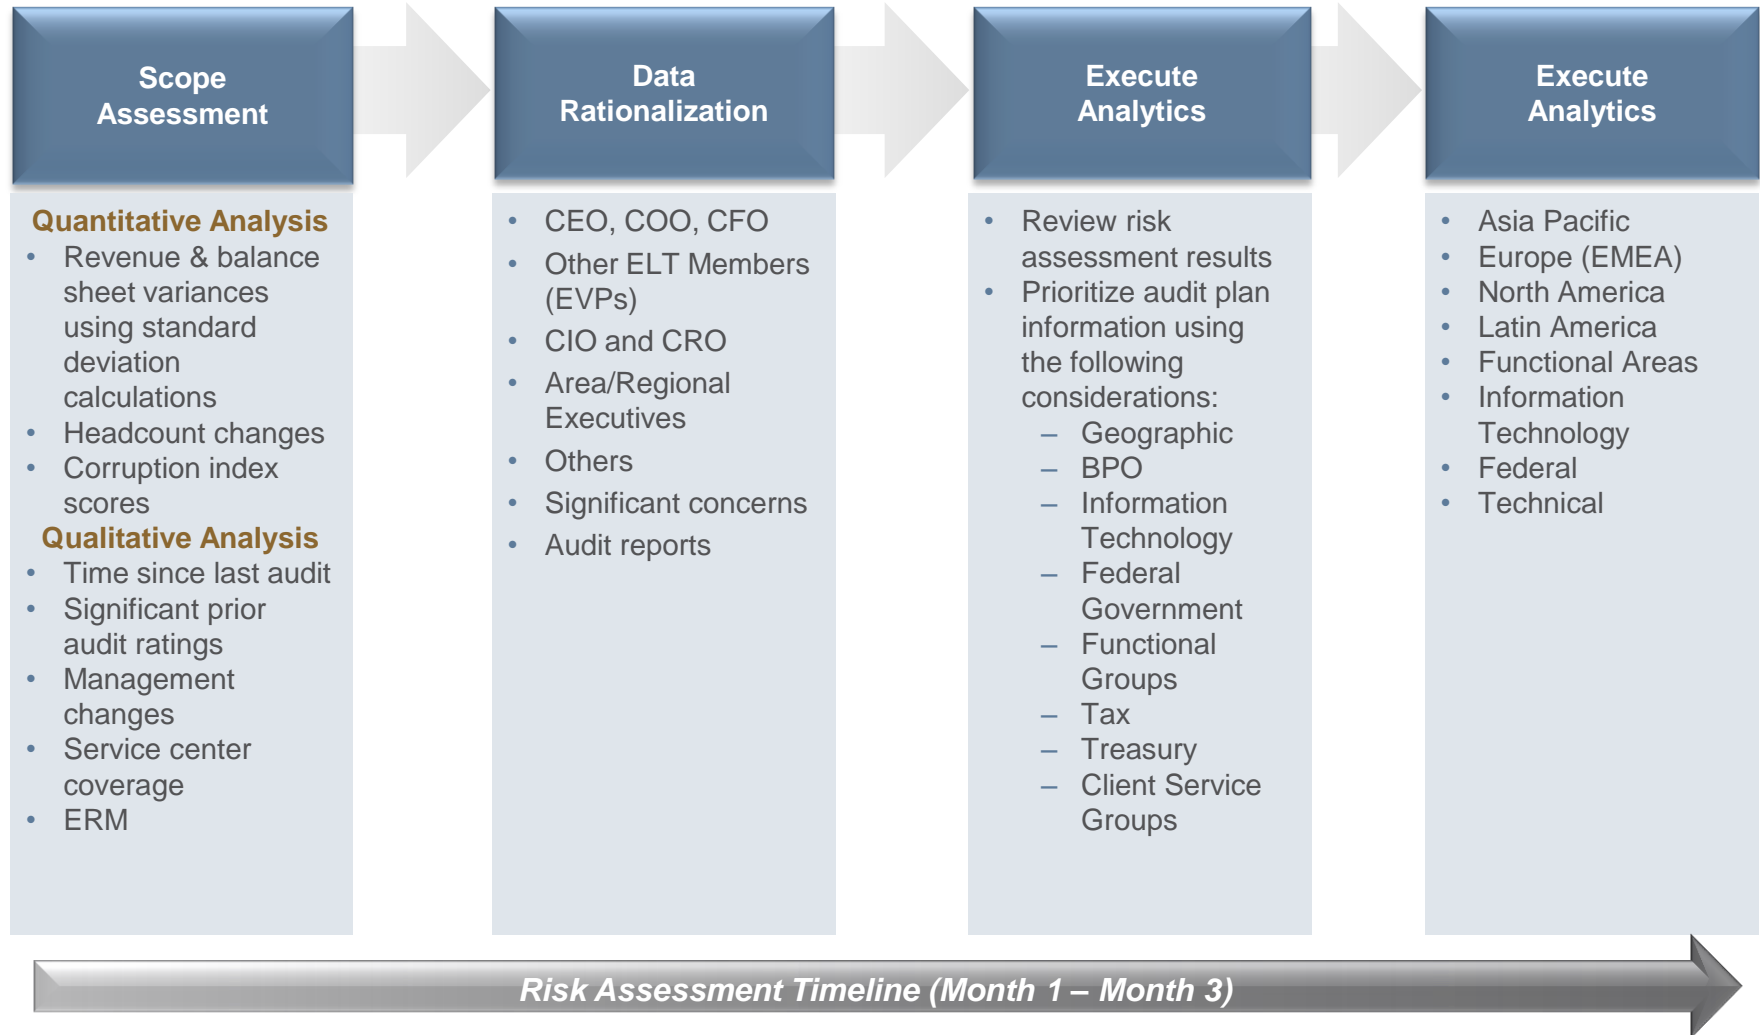 Scope
Assessment
Data
Rationalization
Execute
Analytics
Execute
Analytics
Quantitative Analysis
• Revenue & balance
sheet variances
using standard
deviation
calculations
• Headcount changes
• Corruption index
scores
Qualitative Analysis
• Time since last audit
• Significant prior
audit ratings
• Management
changes
• Service center
coverage
• ERM
• CEO, COO, CFO
• Other ELT Members
(EVPs)
• CIO and CRO
• Area/Regional
Executives
• Others
• Significant concerns
• Audit reports
• Review risk
assessment results
• Prioritize audit plan
information using
the following
considerations:
– Geographic
– BPO
– Information
Technology
– Federal
Government
– Functional
Groups
– Tax
– Treasury
– Client Service
Groups
• Asia Pacific
• Europe (EMEA)
• North America
• Latin America
• Functional Areas
• Information
Technology
• Federal
• Technical
Risk Assessment Timeline (Month 1 – Month 3)